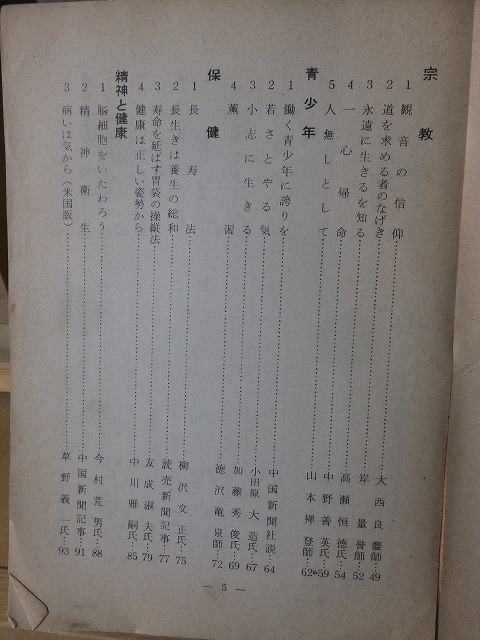 宗教
1 観音の信仰……大西良慶師…49
2 道を求める者のなげき……岸量誉師…52
3 永遠に生きるを知る……高瀬恒徳氏…54
4 一心帰命……中野善英氏…59
5 人無しとして……山本禅登師…62
青少年
1 働く青少年に誇りを……中国新聞社説…64
2 若さとやる気……小田原大造氏…67
3 小志に生きる……加藤秀俊氏…69
4 薫習……徳沢竜泉師…72
保健
1 長寿法……柳沢文正氏…75
2 長生きは養生の総和……読売新聞記事…77
3 寿命を延ばす胃袋の操縦法……友成淑夫氏…79
4 健康は正しい姿勢から……中川雅嗣氏…85
精神と健康
1 脳細胞をいたわろう……今村荒男氏…88
2 精神衛生……中国新聞記事…91
3 病いは気から(米国版)……草野義一氏…93
— 5 —